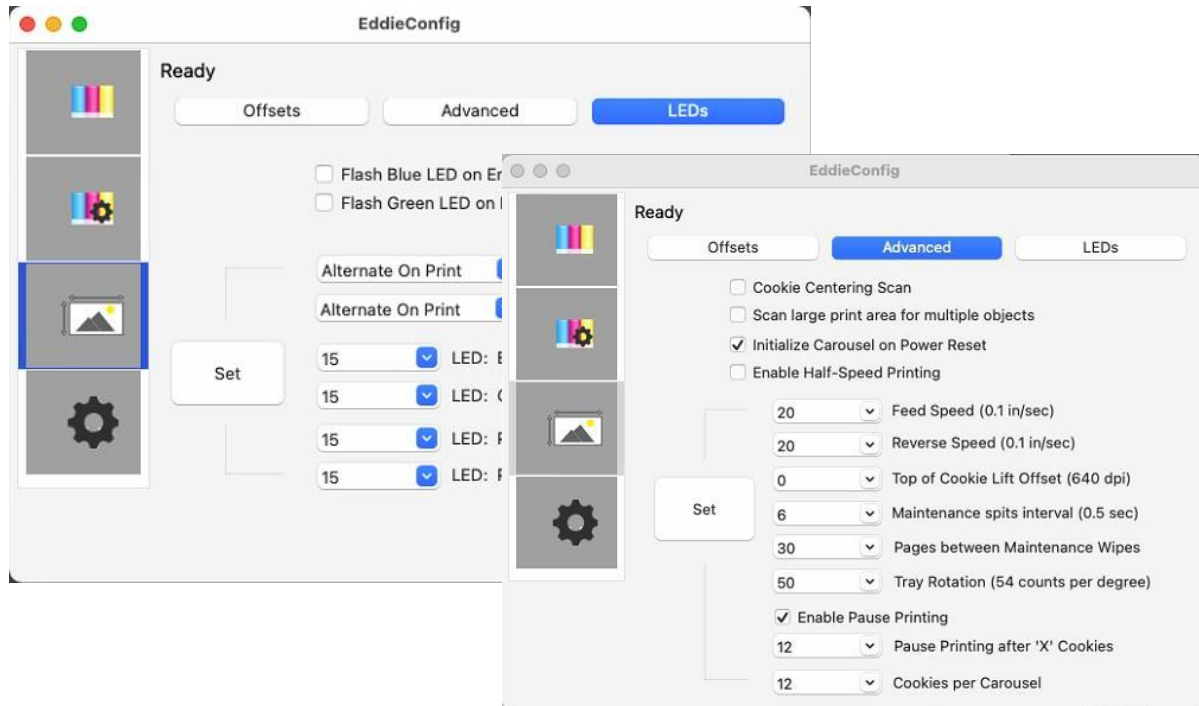 EddieConfig
Ready
Offsets Advanced LEDs
Flash Blue LED on
Flash Green LED on
Alternate On Print
Alternate On Print
Set
15 LED:
15 LED:
15 LED:
15 LED:
EddieConfig
Ready
Offsets Advanced LEDs
Cookie Centering Scan
Scan large print area for multiple objects
Initialize Carousel on Power Reset
Enable Half-Speed Printing
20 Feed Speed (0.1 in/sec)
20 Reverse Speed (0.1 in/sec)
0 Top of Cookie Lift Offset (640 dpi)
Set
6 Maintenance spits interval (0.5 sec)
30 Pages between Maintenance Wipes
50 Tray Rotation (54 counts per degree)
Enable Pause Printing
12 Pause Printing after 'X' Cookies
12 Cookies per Carousel